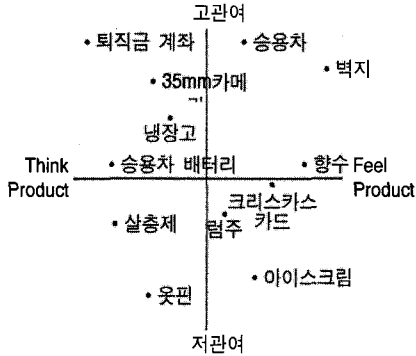 고관여
퇴직금 계좌
승용차
벽지
35mm카메
냉장고
Think
Product
승용차 배터리
향수
Feel
Product
크리스카스
카드
살충제
럼주
아이스크림
옷핀
저관여